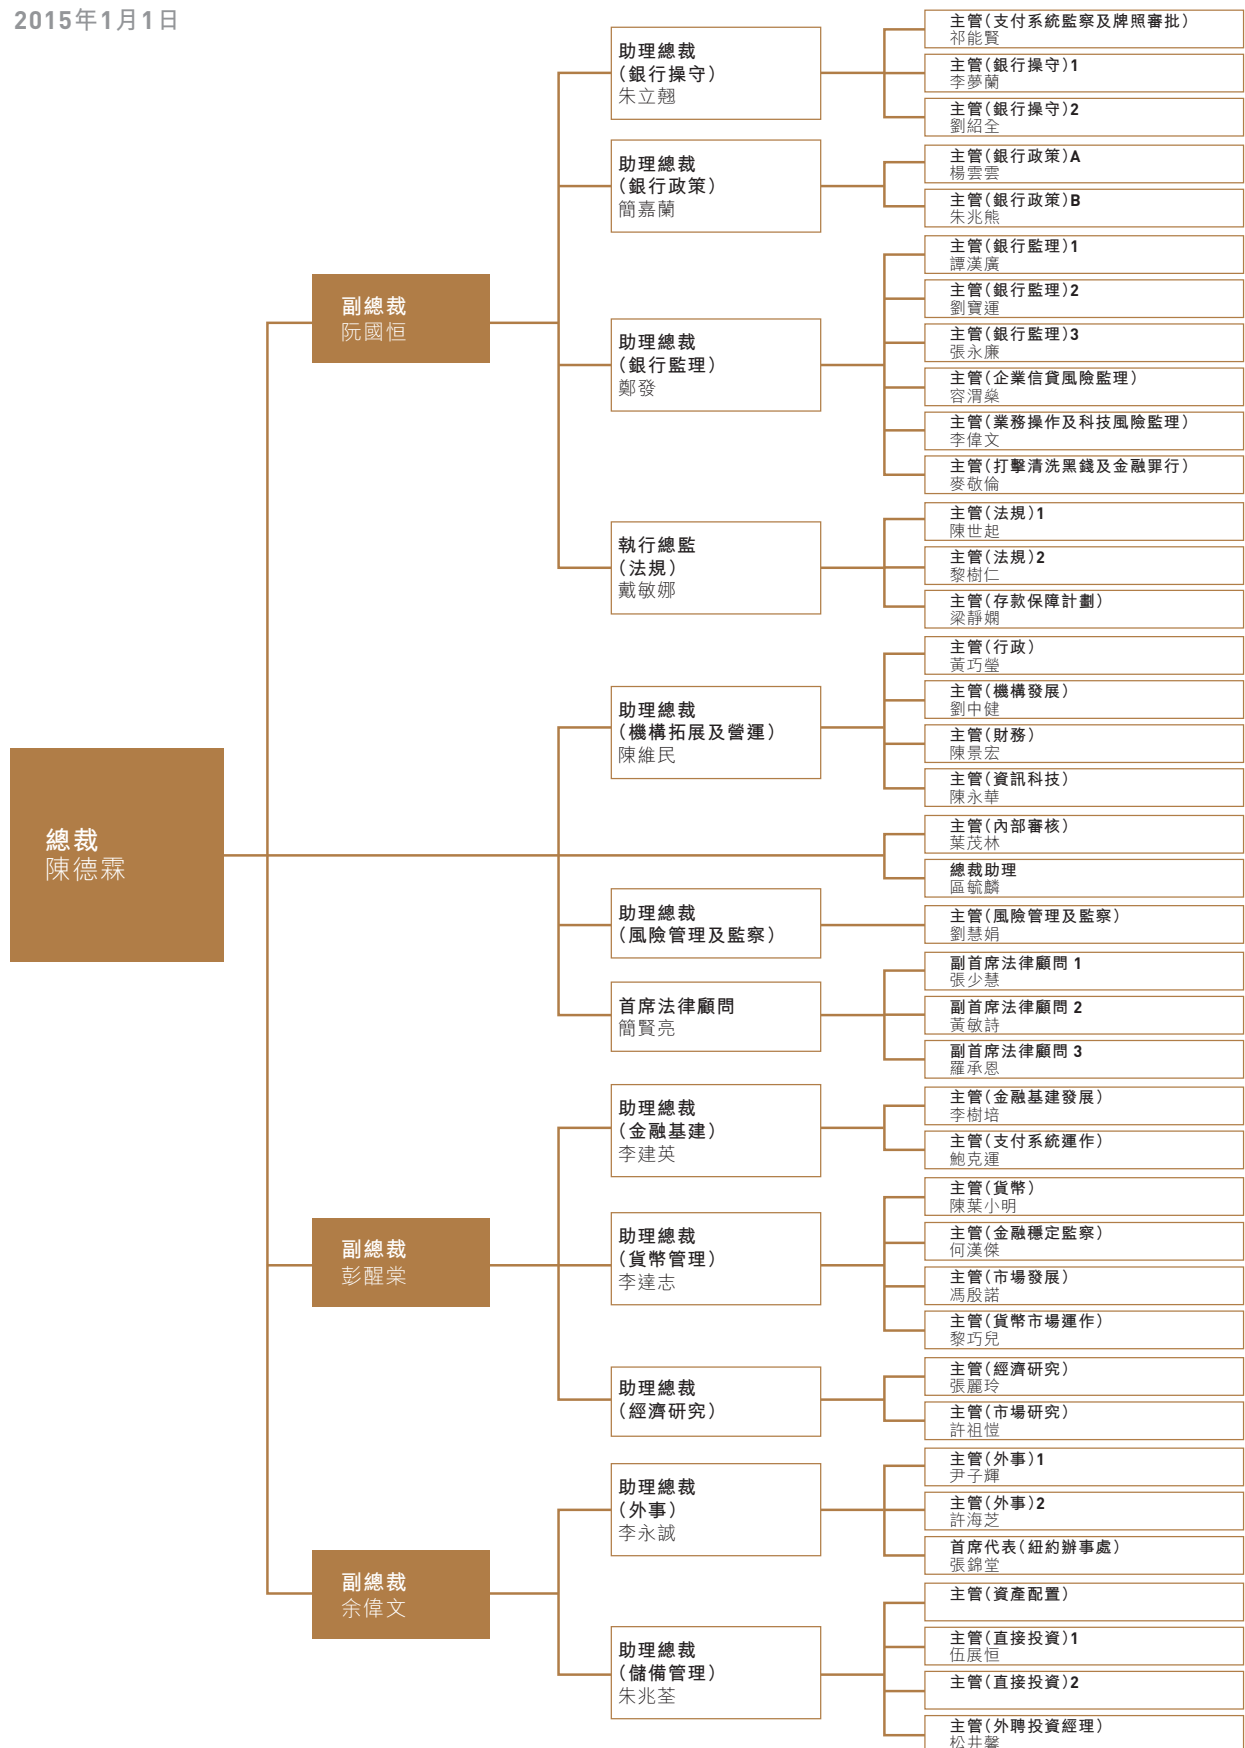 2015年1月1日
總裁
陳德霖
副總裁
阮國恒
助理總裁
（銀行操守）
朱立翹
主管（支付系統監察及牌照審批）
祁能賢
主管（銀行操守）1
李夢蘭
主管（銀行操守）2
劉紹全
助理總裁
（銀行政策）
簡嘉蘭
主管（銀行政策）A
楊雲雲
主管（銀行政策）B
朱兆熊
助理總裁
（銀行監理）
鄭發
主管（銀行監理）1
譚漢廣
主管（銀行監理）2
劉寶運
主管（銀行監理）3
張永廉
主管（企業信貸風險監理）
容渭燊
主管（業務操作及科技風險監理）
李偉文
主管（打擊清洗黑錢及金融罪行）
麥敬倫
執行總監
（法規）
戴敏娜
主管（法規）1
陳世起
主管（法規）2
黎樹仁
主管（存款保障計劃）
梁靜嫻
助理總裁
（機構拓展及營運）
陳維民
主管（行政）
黃巧瑩
主管（機構發展）
劉中健
主管（財務）
陳景宏
主管（資訊科技）
陳永華
主管（內部審核）
葉茂林
總裁助理
區毓麟
助理總裁
（風險管理及監察）
主管（風險管理及監察）
劉慧娟
首席法律顧問
簡賢亮
副首席法律顧問 1
張少慧
副首席法律顧問 2
黃敏詩
副首席法律顧問 3
羅承恩
副總裁
彭醒棠
助理總裁
（金融基建）
李建英
主管（金融基建發展）
李樹培
主管（支付系統運作）
鮑克運
助理總裁
（貨幣管理）
李達志
主管（貨幣）
陳葉小明
主管（金融穩定監察）
何漢傑
主管（市場發展）
馮殷諾
主管（貨幣市場運作）
黎巧兒
助理總裁
（經濟研究）
主管（經濟研究）
張麗玲
主管（市場研究）
許祖愷
副總裁
余偉文
助理總裁
（外事）
李永誠
主管（外事）1
尹子輝
主管（外事）2
許海芝
首席代表（紐約辦事處）
張錦堂
助理總裁
（儲備管理）
朱兆荃
主管（資產配置）
主管（直接投資）1
伍展恒
主管（直接投資）2
主管（外聘投資經理）
松井馨